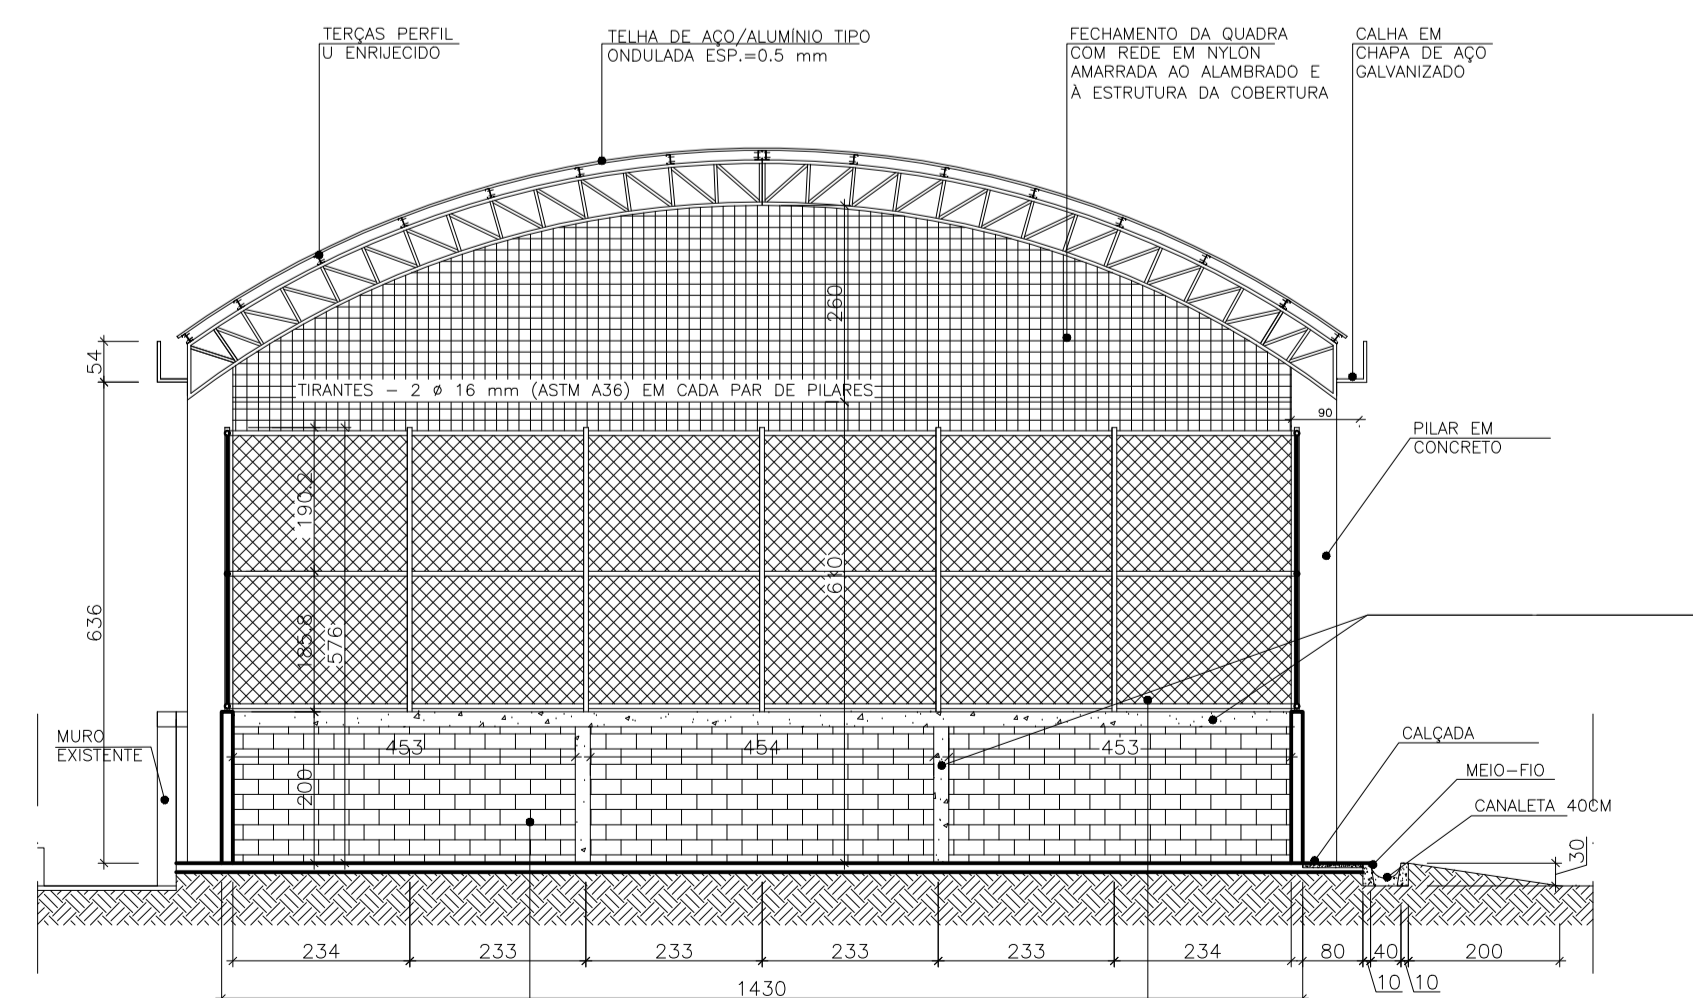 TERÇAS PERFIL
U ENRIJECIDO
TELHA DE AÇO/ALUMÍNIO TIPO
ONDULADA ESP.=0.5 mm
FECHAMENTO DA QUADRA
COM REDE EM NYLON
AMARRADA AO ALAMBRADO E
À ESTRUTURA DA COBERTURA
CALHA EM
CHAPA DE AÇO
GALVANIZADO
260
54
TIRANTES - 2 ø 16 mm (ASTM A36) EM CADA PAR DE PILARES
90
PILAR EM
CONCRETO
190.2
610
636
185.8
576
MURO
EXISTENTE
453
454
453
200
CALÇADA
MEIO-FIO
CANALETA 40CM
30
234
233
233
233
233
234
80
40
200
10
10
1430